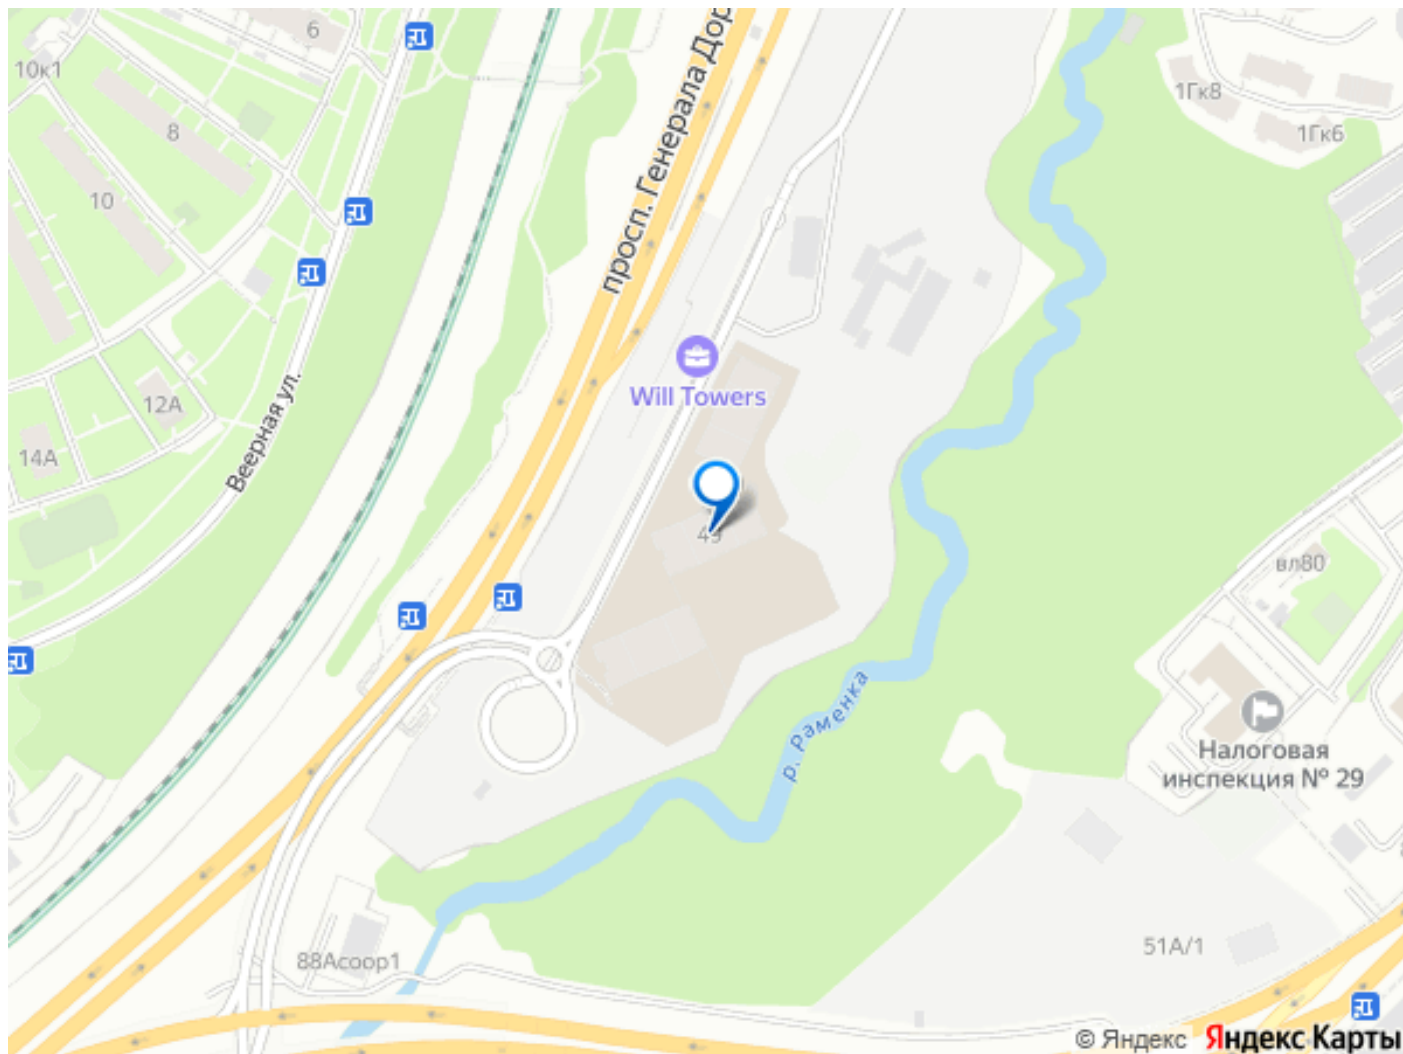 6
10к1
8
10
просп. Генерала Дор
1Гк8
1Гк6
Will Towers
12А
14А
Веерная ул.
49
вл80
р. Раменка
Налоговая
инспекция № 29
51А/1
88Асоор1
© Яндекс Яндекс Карты